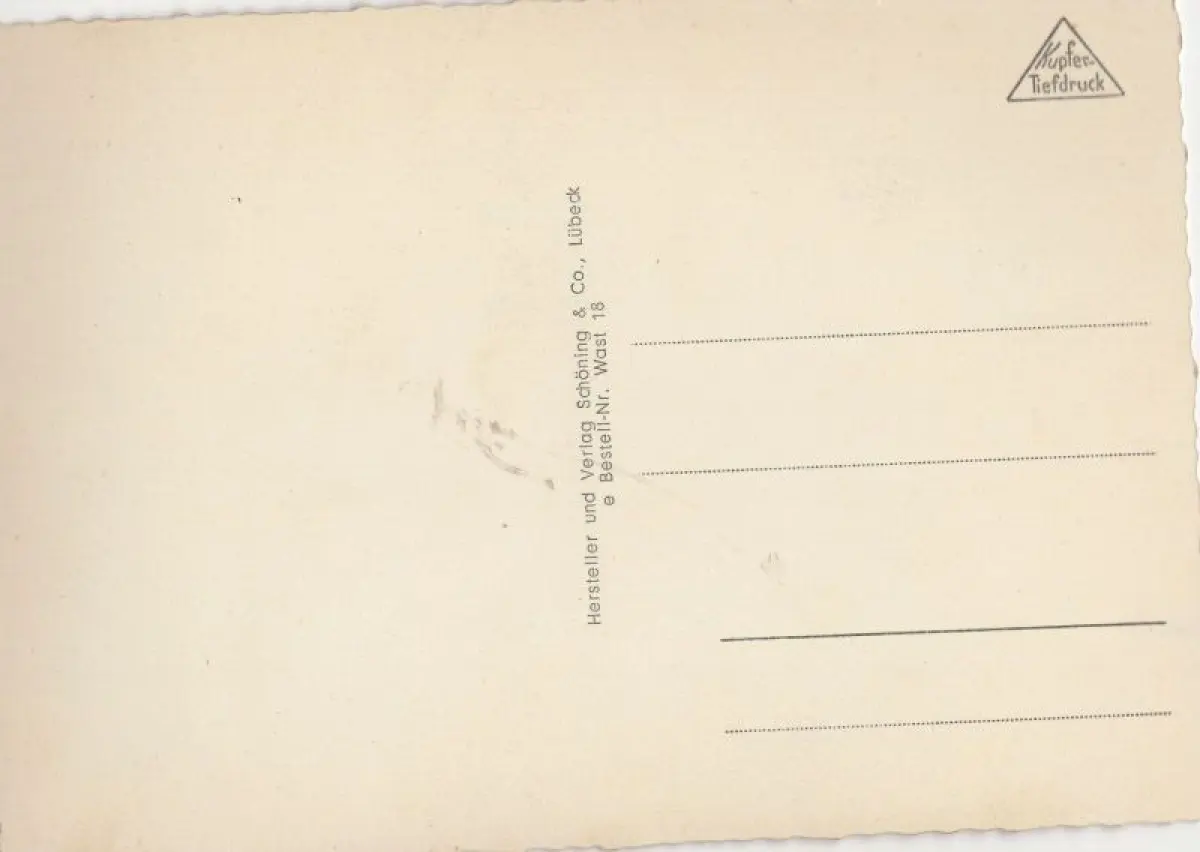 Kupfer-
Tiefdruck
Hersteller und Verlag Schöning & Co., Lübeck
e Bestell-Nr. Wast 18